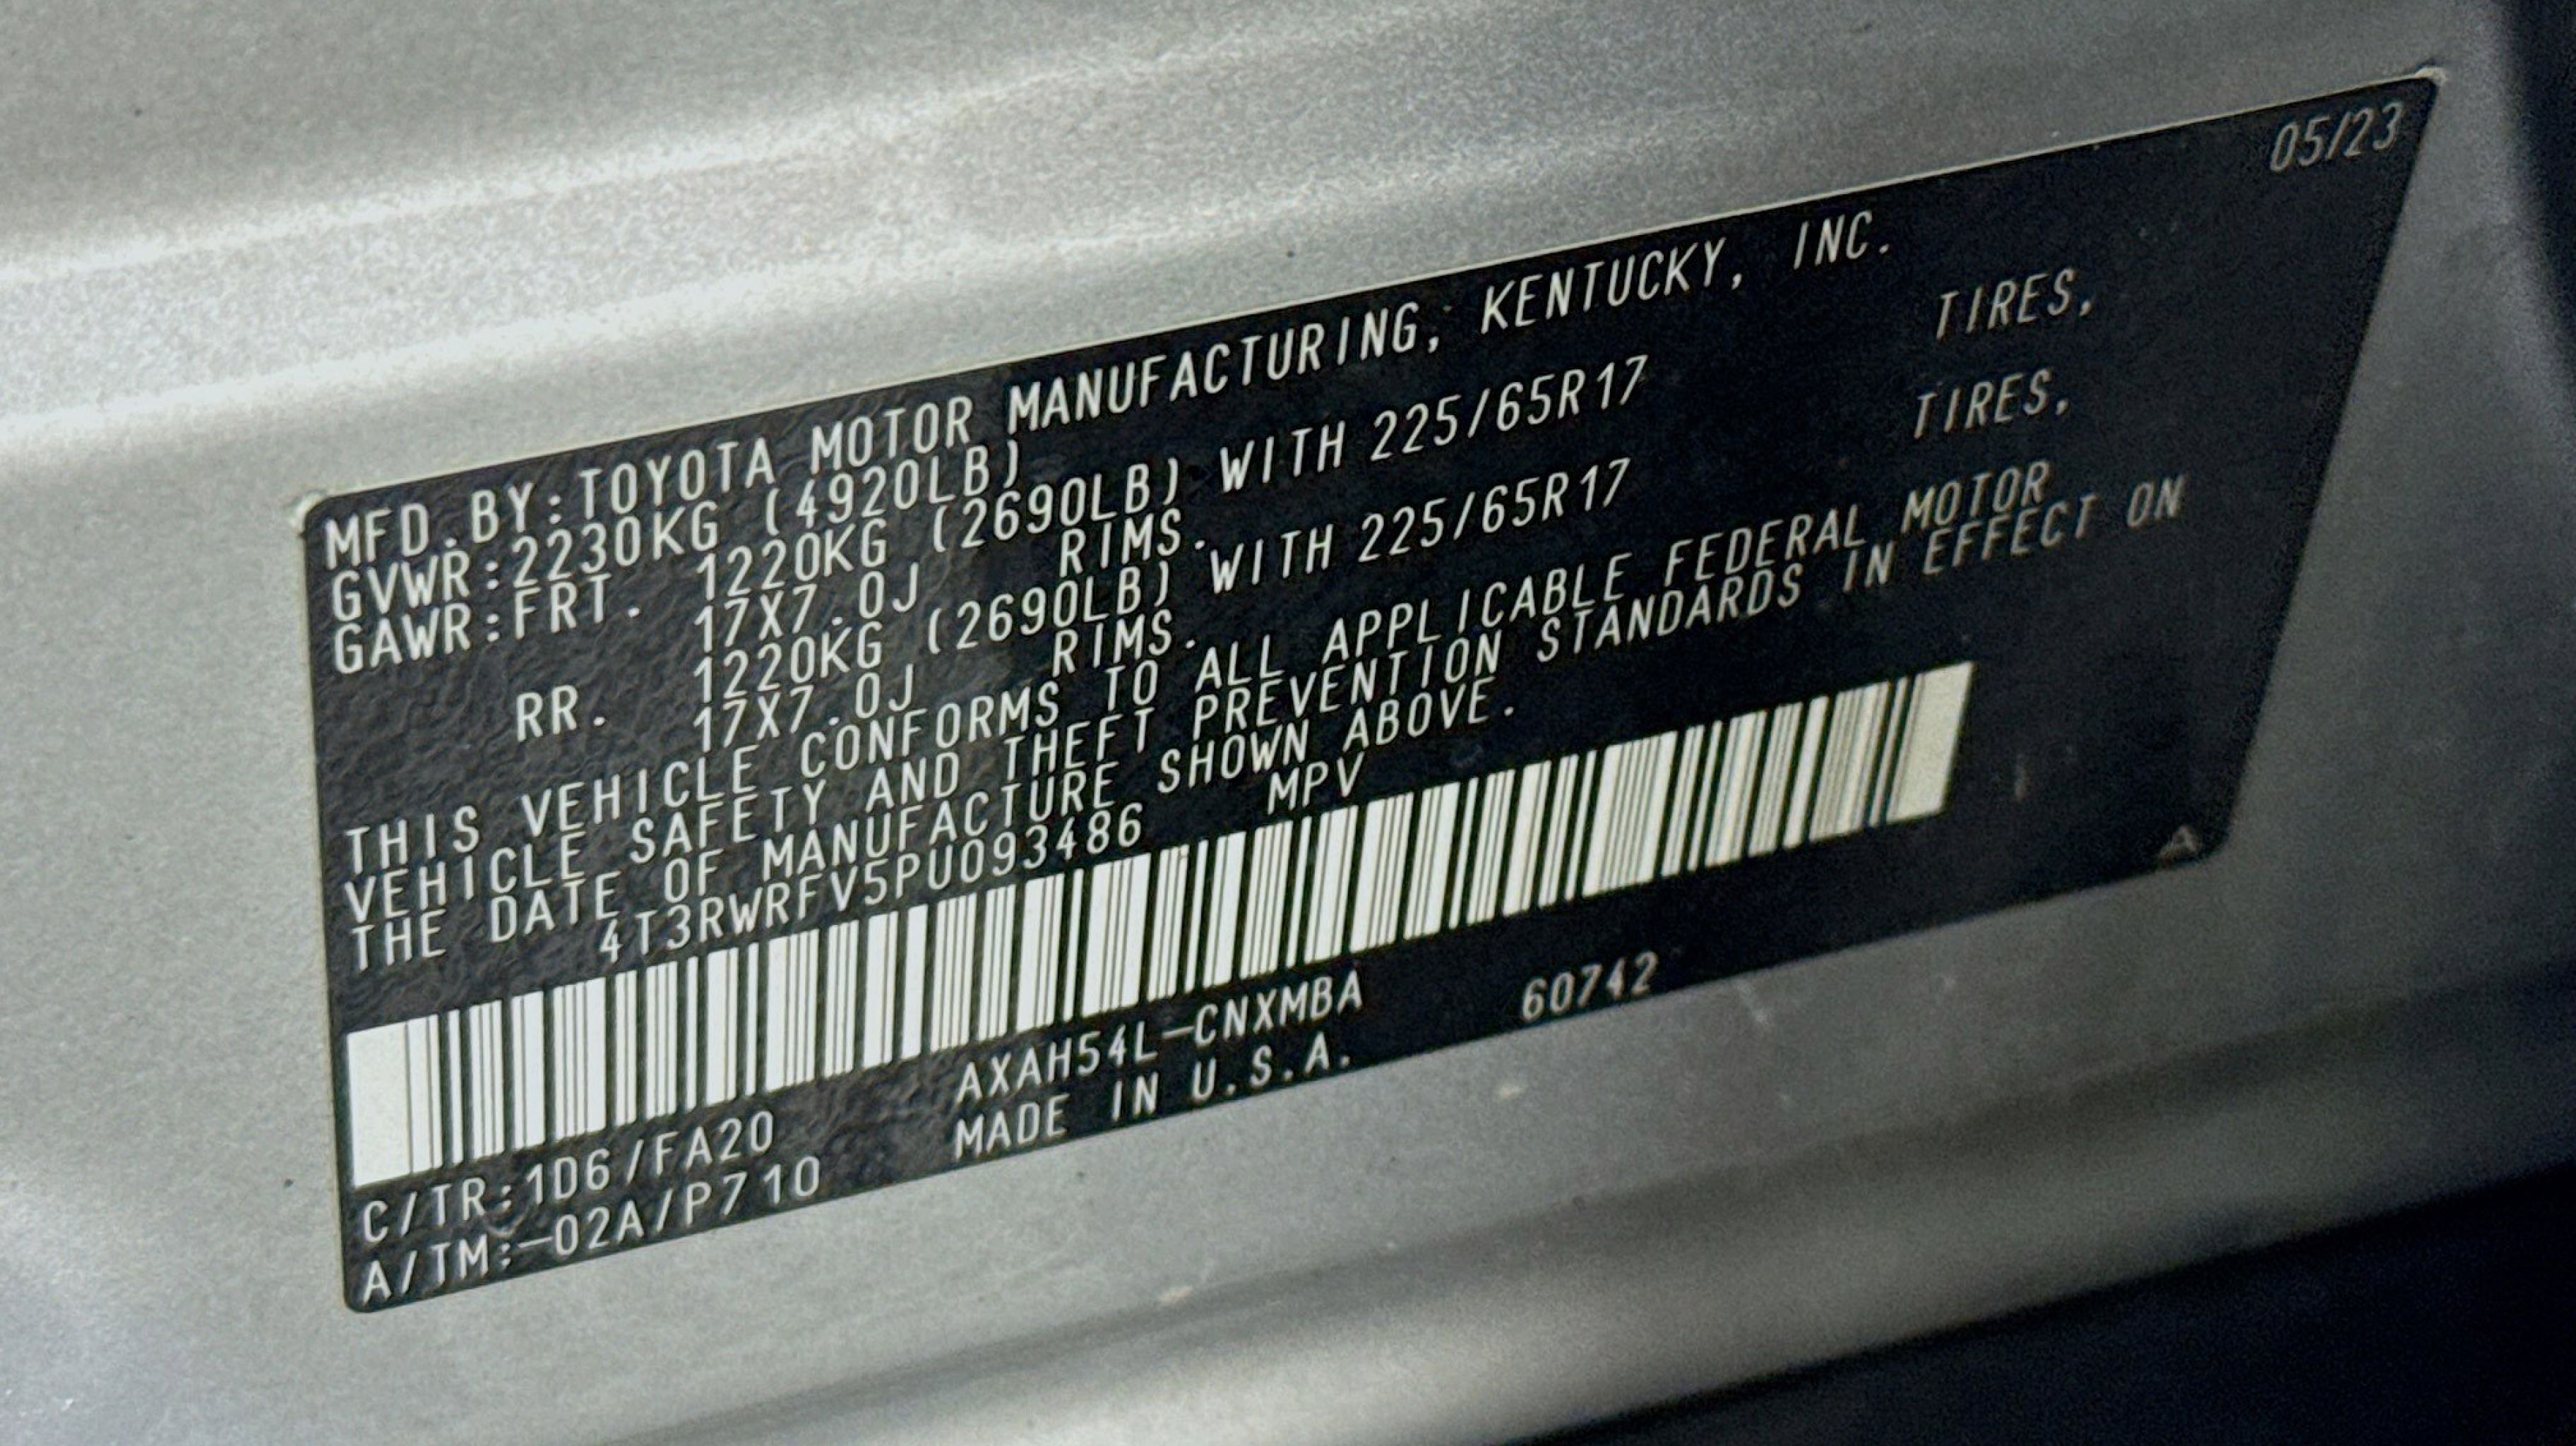 05/23
MFD.BY:TOYOTA MOTOR MANUFACTURING, KENTUCKY, INC.
GVWR:2230KG (4920LB)
GAWR:FRT. 1220KG (2690LB) WITH 225/65R17 TIRES,
17X7.0J RIMS.
RR. 1220KG (2690LB) WITH 225/65R17 TIRES,
17X7.0J RIMS.
THIS VEHICLE CONFORMS TO ALL APPLICABLE FEDERAL MOTOR
VEHICLE SAFETY AND THEFT PREVENTION STANDARDS IN EFFECT ON
THE DATE OF MANUFACTURE SHOWN ABOVE.
4T3RWRFV5PU093486 MPV
C/TR:1D6/FA20 AXAH54L-CNXMBA 60742
A/TM:-02A/P710 MADE IN U.S.A.
A